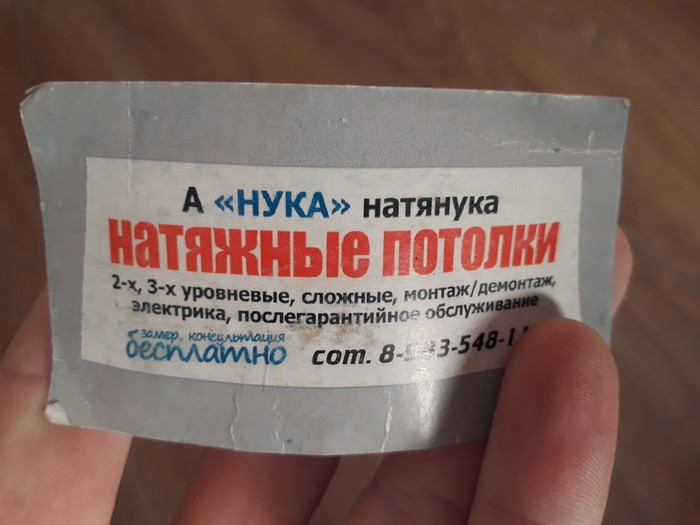 А «НУКА» натянука
НАТЯЖНЫЕ ПОТОЛКИ
2-х, 3-х уровневые, сложные, монтаж/демонтаж,
электрика, послегарантийное обслуживание
замер, консультация
бесплатно
сот.